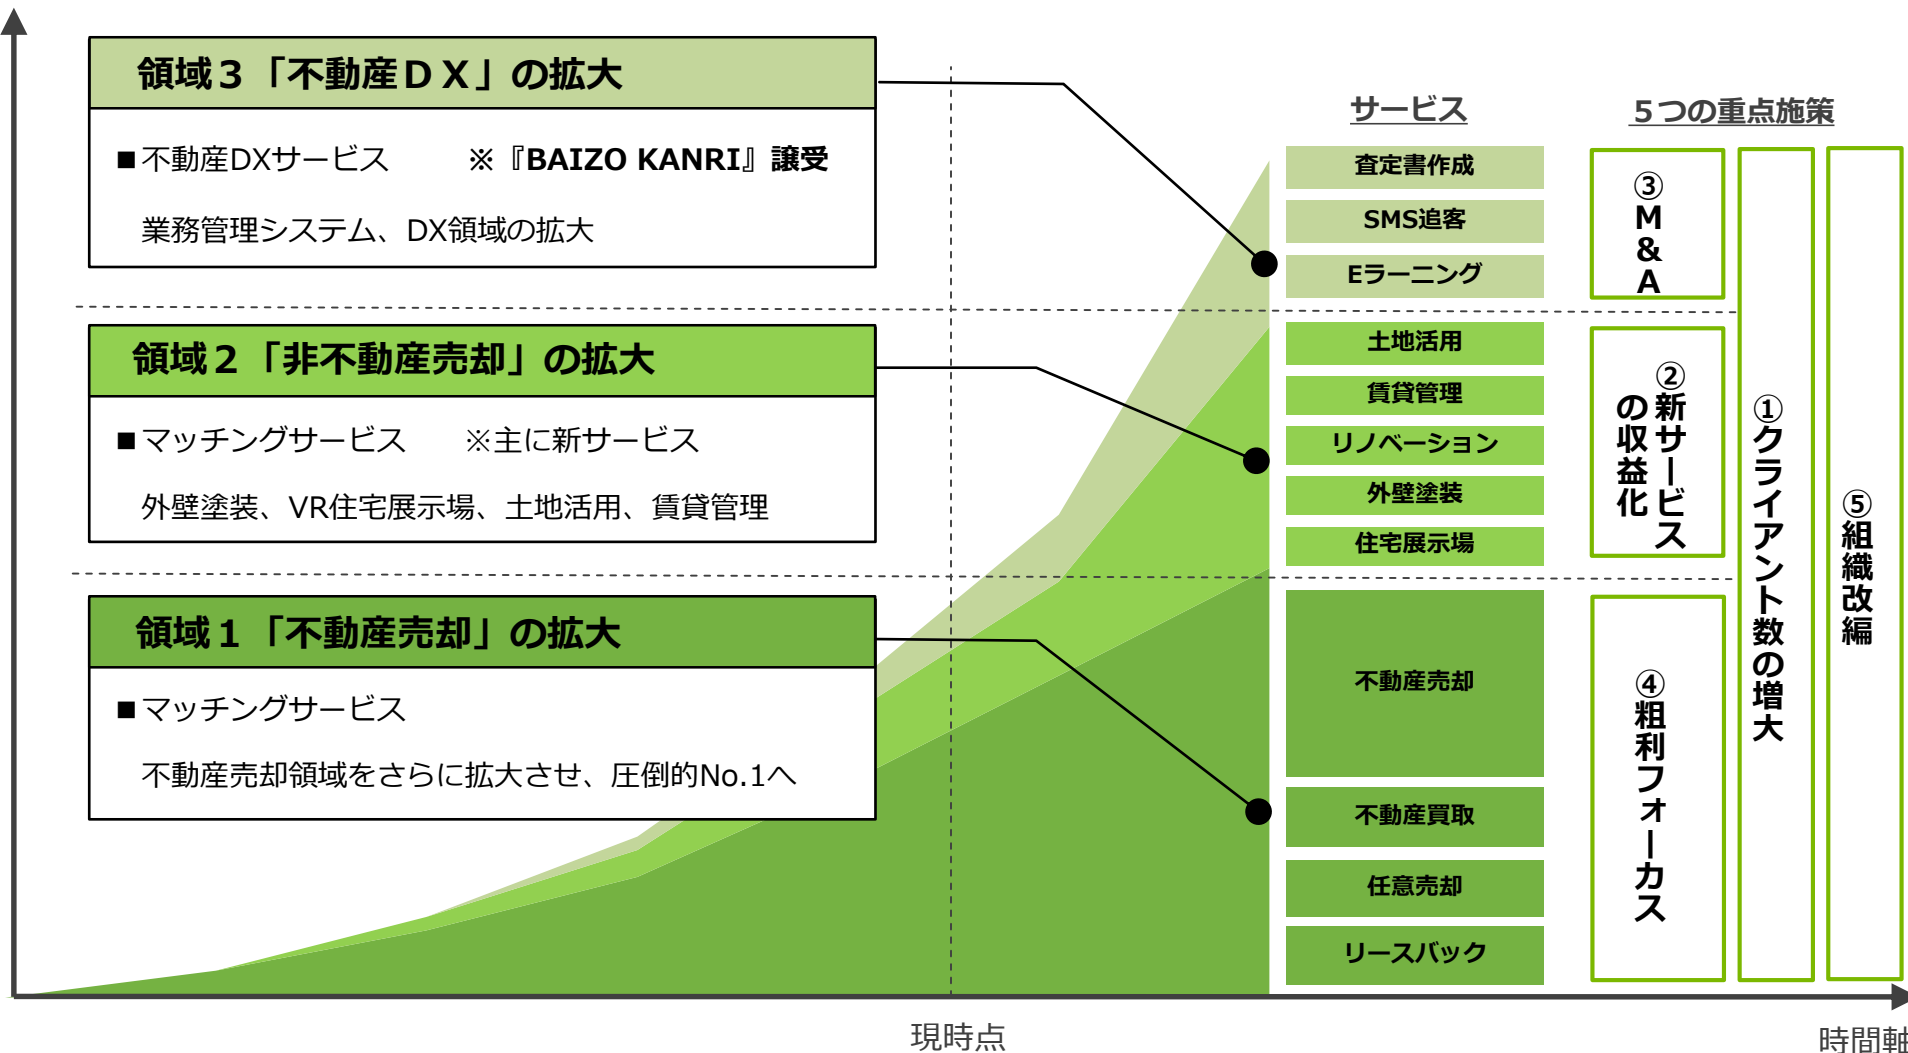 領域３「不動産ＤＸ」の拡大
■不動産DXサービス ※『BAIZO KANRI』譲受
業務管理システム、DX領域の拡大
領域２「非不動産売却」の拡大
■マッチングサービス ※主に新サービス
外壁塗装、VR住宅展示場、土地活用、賃貸管理
領域１「不動産売却」の拡大
■マッチングサービス
不動産売却領域をさらに拡大させ、圧倒的No.1へ
サービス
査定書作成
SMS追客
Eラーニング
土地活用
賃貸管理
リノベーション
外壁塗装
住宅展示場
不動産売却
不動産買取
任意売却
リースバック
５つの重点施策
③M&A
②新サービス
の収益化
④粗利フォーカス
①クライアント数の増大
⑤組織改編
現時点
時間軸